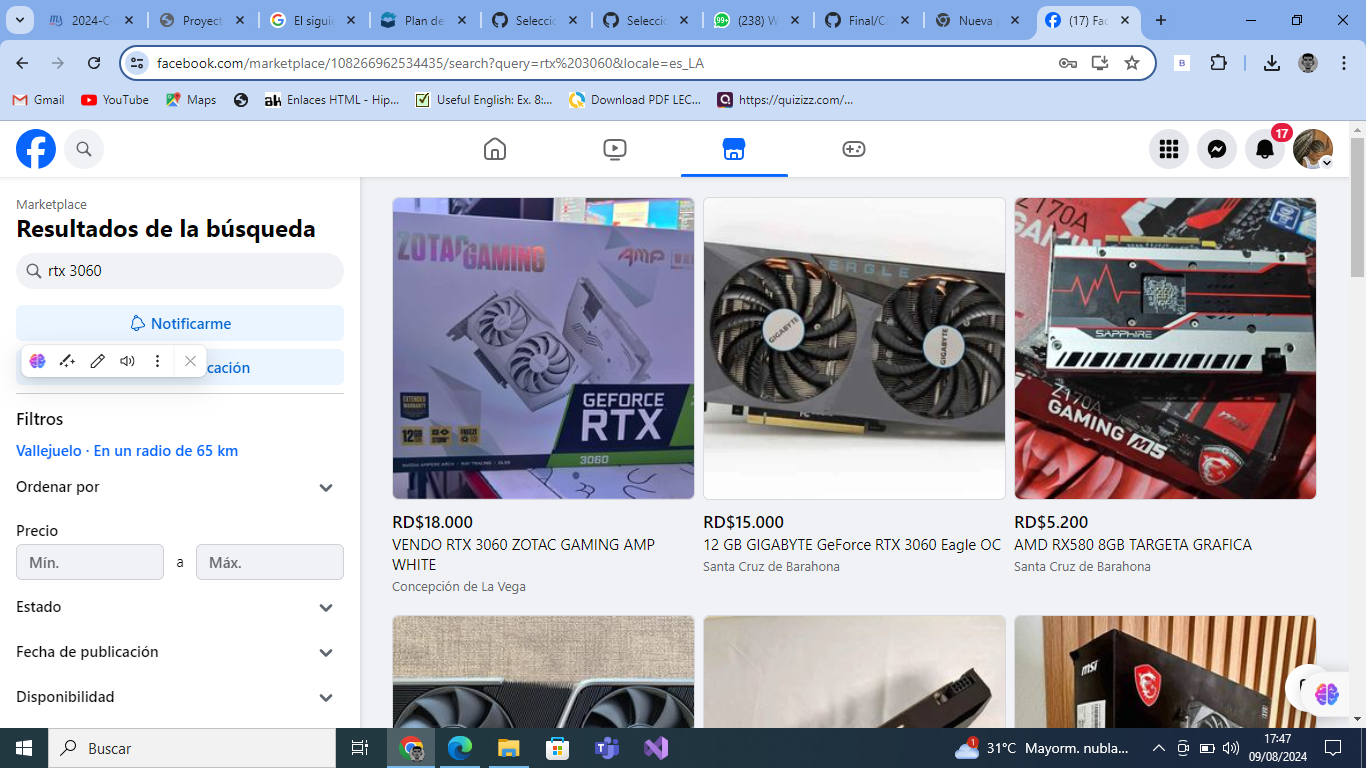 2024-C
Proyect
El siguie
Plan de
Selecci
Selecci
(238) W
Final/C
Nueva
(17) Fac
facebook.com/marketplace/108266962534435/search?query=rtx%203060&locale=es_LA
Gmail
YouTube
Maps
Enlaces HTML - Hip...
Useful English: Ex. 8:...
Download PDF LEC...
https://quizizz.com/...
17
Marketplace
Resultados de la búsqueda
rtx 3060
Notificarme
cación
Filtros
Vallejuelo · En un radio de 65 km
Ordenar por
Precio
Mín.
a
Máx.
Estado
Fecha de publicación
Disponibilidad
ZOTAC GAMING
AMP
EXTENDED WARRANTY
12GB
GEFORCE
RTX
3060
EAGLE
GIGABYTE
GIGABYTE
Z170A
SAPPHIRE
Z170A
GAMING M5
RD$18.000
VENDO RTX 3060 ZOTAC GAMING AMP
WHITE
Concepción de La Vega
RD$15.000
12 GB GIGABYTE GeForce RTX 3060 Eagle OC
Santa Cruz de Barahona
RD$5.200
AMD RX580 8GB TARGETA GRAFICA
Santa Cruz de Barahona
msi
Buscar
1
31°C Mayorm. nubla...
17:47
09/08/2024